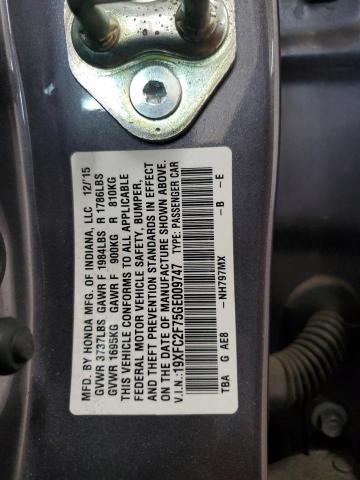 MFD. BY HONDA MFG. OF INDIANA, LLC 12/15
GVWR 3737LBS GAWR F 1984LBS R 1786LBS
GVWR 1695KG GAWR F 900KG R 810KG
THIS VEHICLE CONFORMS TO ALL APPLICABLE
FEDERAL MOTOR VEHICLE SAFETY, BUMPER,
AND THEFT PREVENTION STANDARDS IN EFFECT
ON THE DATE OF MANUFACTURE SHOWN ABOVE.
V.I.N.: 19XFC2F75GE009747 TYPE: PASSENGER CAR
TBA G AE8 – NH797MX – B – E